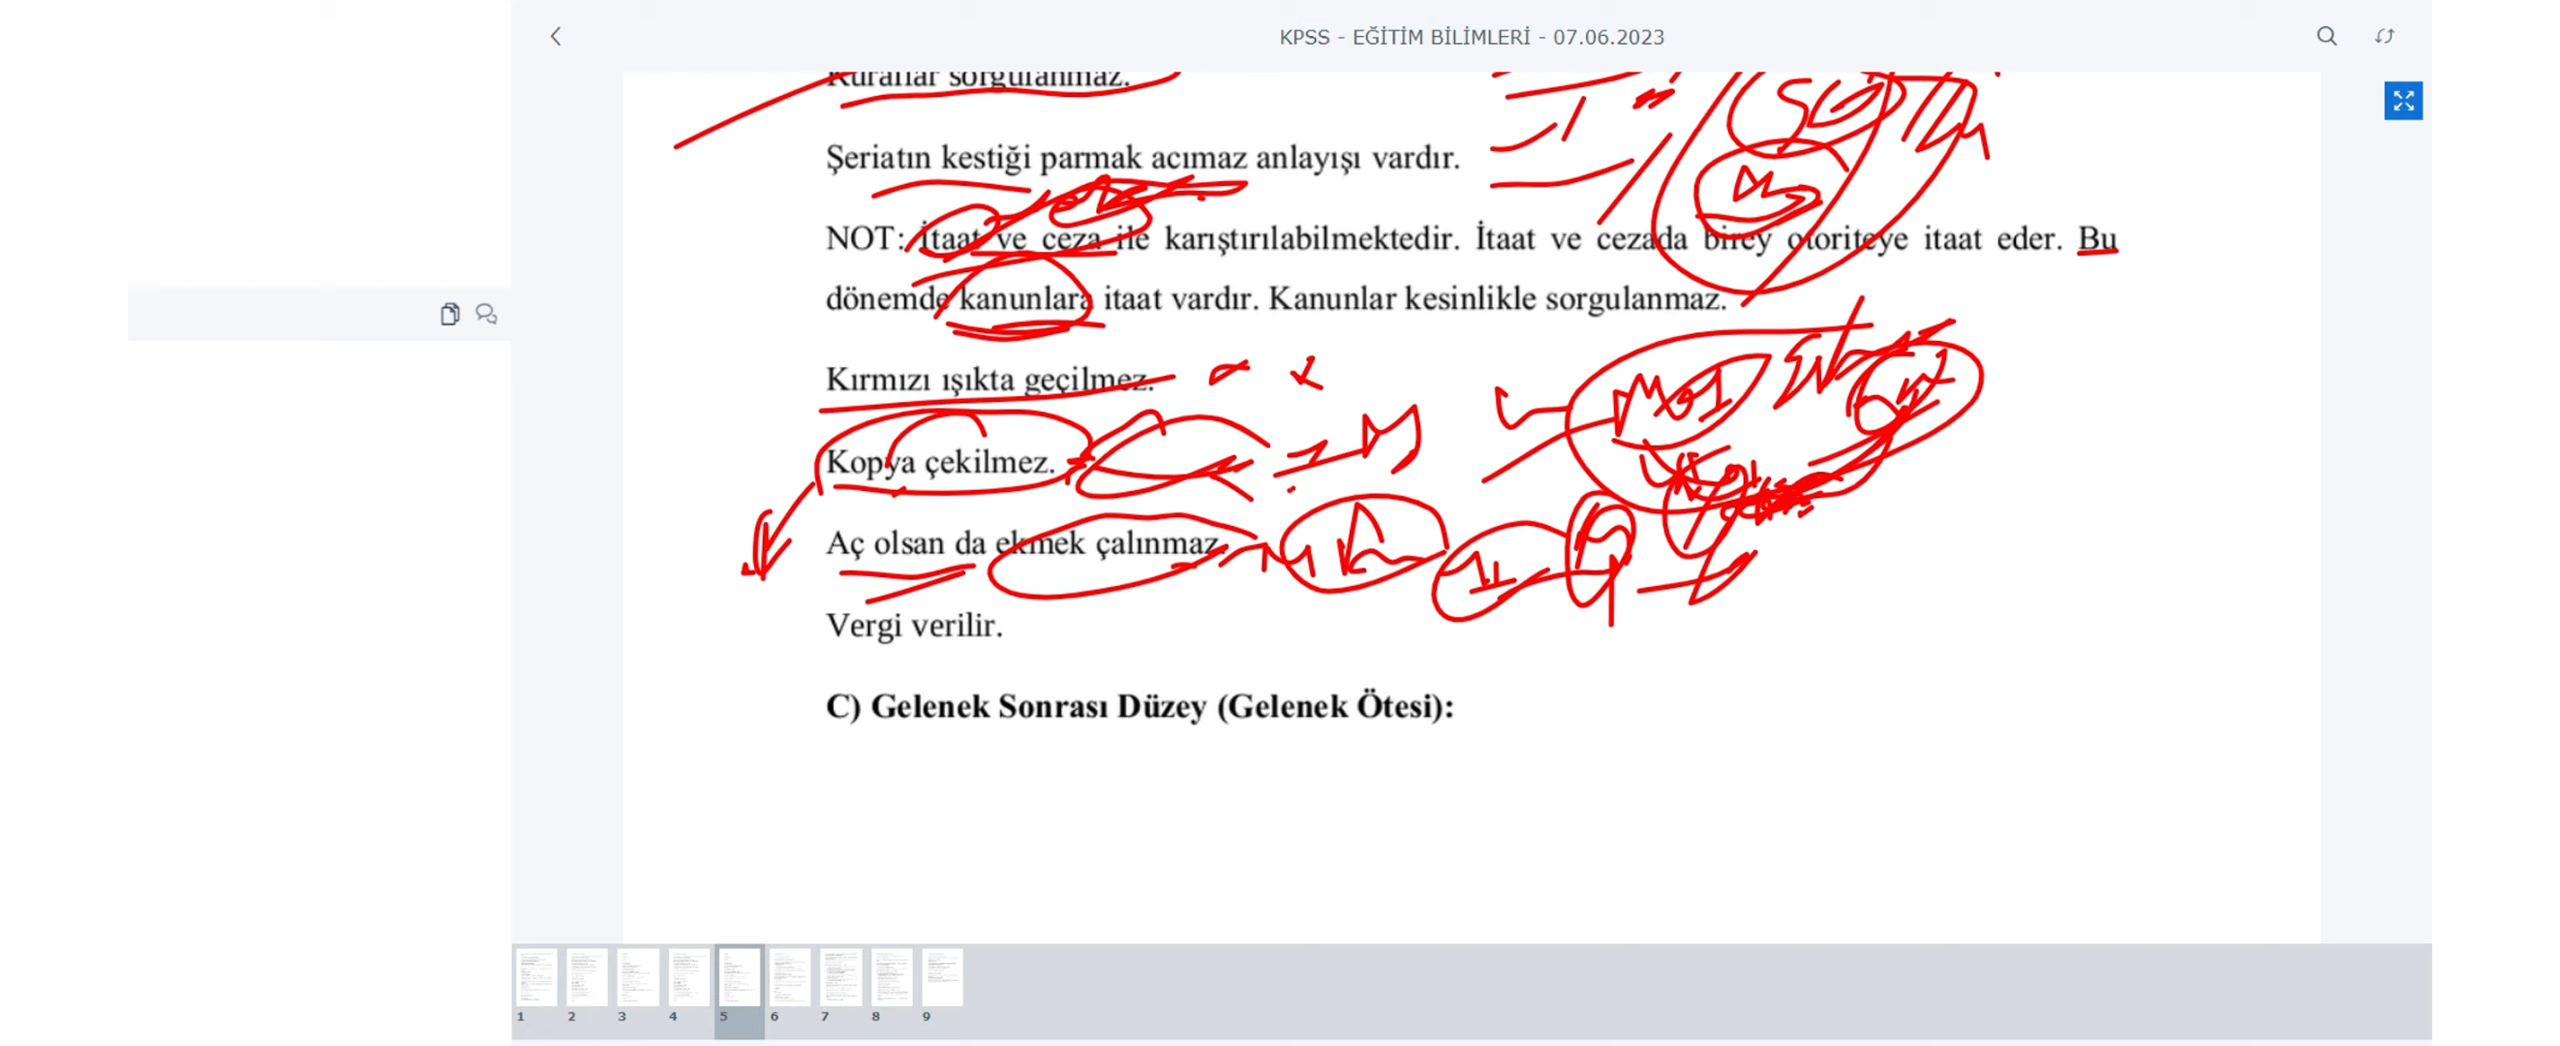 KPSS - EĞİTİM BİLİMLERİ - 07.06.2023
Kurallar sorgulanmaz.
Şeriatın kestiği parmak acımaz anlayışı vardır.
NOT: İtaat ve ceza ile karıştırılabilmektedir. İtaat ve cezada birey otoriteye itaat eder. Bu
dönemde kanunlara itaat vardır. Kanunlar kesinlikle sorgulanmaz.
Kırmızı ışıkta geçilmez.
Kopya çekilmez.
Aç olsan da ekmek çalınmaz.
Vergi verilir.
C) Gelenek Sonrası Düzey (Gelenek Ötesi):
1 2 3 4 5 6 7 8 9